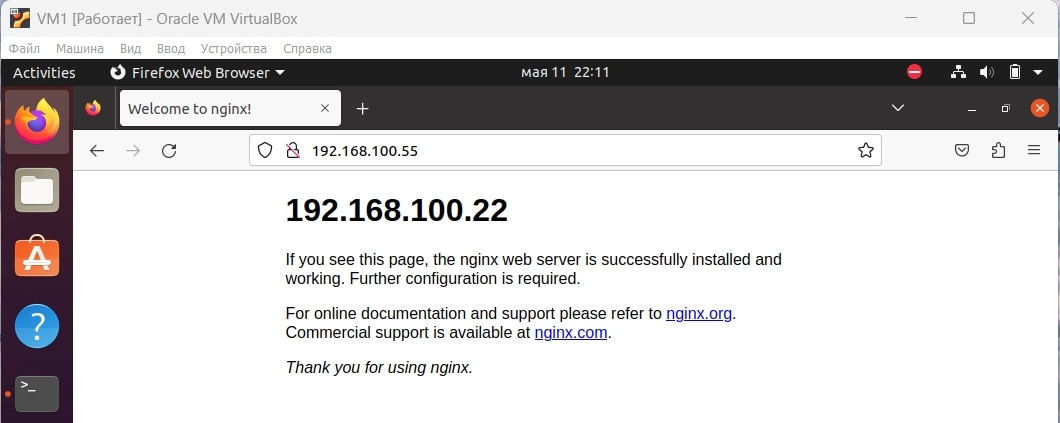 VM1 [Работает] - Oracle VM VirtualBox
Файл Машина Вид Ввод Устройства Справка
Activities Firefox Web Browser мая 11 22:11
Welcome to nginx!
192.168.100.55
192.168.100.22
If you see this page, the nginx web server is successfully installed and
working. Further configuration is required.
For online documentation and support please refer to nginx.org.
Commercial support is available at nginx.com.
Thank you for using nginx.